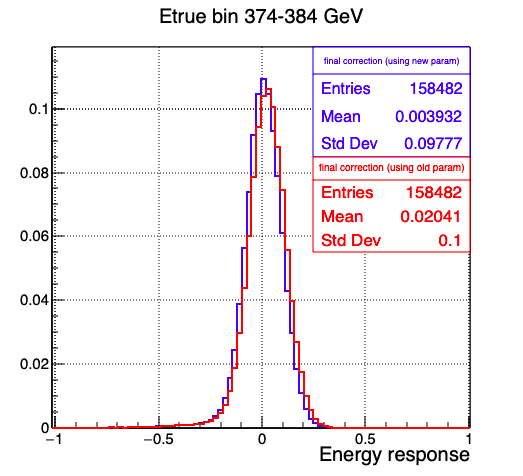 Etrue bin 374-384 GeV
final correction (using new param)
Entries 158482
Mean 0.003932
Std Dev 0.09777
final correction (using old param)
Entries 158482
Mean 0.02041
Std Dev 0.1
0.1
0.08
0.06
0.04
0.02
0
−1 −0.5 0 0.5 1
Energy response